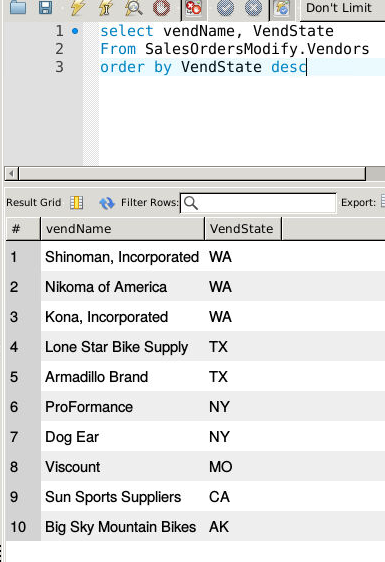 Don't Limit
1 select vendName, VendState
2 From SalesOrdersModify.Vendors
3 order by VendState desc
Result Grid Filter Rows: Export:
# vendName VendState
1 Shinoman, Incorporated WA
2 Nikoma of America WA
3 Kona, Incorporated WA
4 Lone Star Bike Supply TX
5 Armadillo Brand TX
6 ProFormance NY
7 Dog Ear NY
8 Viscount MO
9 Sun Sports Suppliers CA
10 Big Sky Mountain Bikes AK